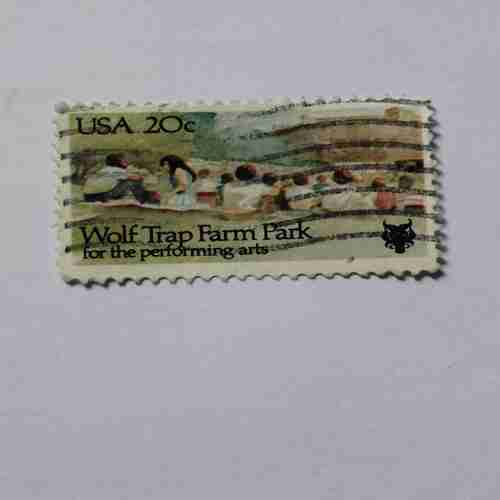 USA 20c
Wolf Trap Farm Park
for the performing arts